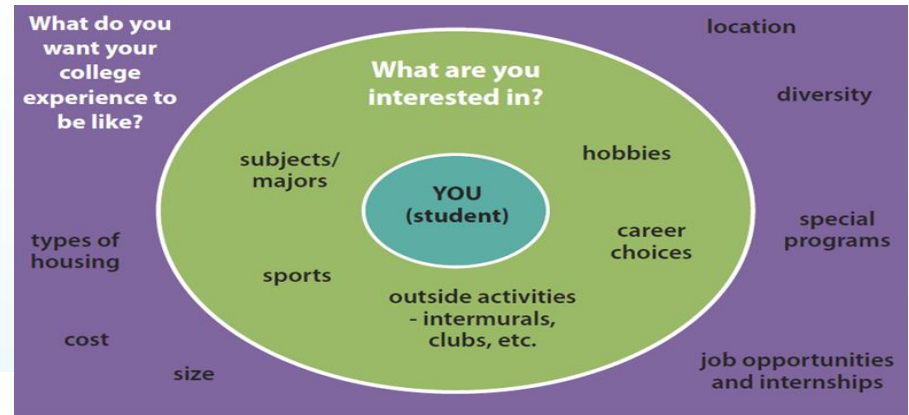 What do you
want your
college
experience to
be like?
location
diversity
special
programs
job opportunities
and internships
types of
housing
cost
size
What are you
interested in?
subjects/
majors
hobbies
career
choices
sports
outside activities
- intermurals,
clubs, etc.
YOU
(student)